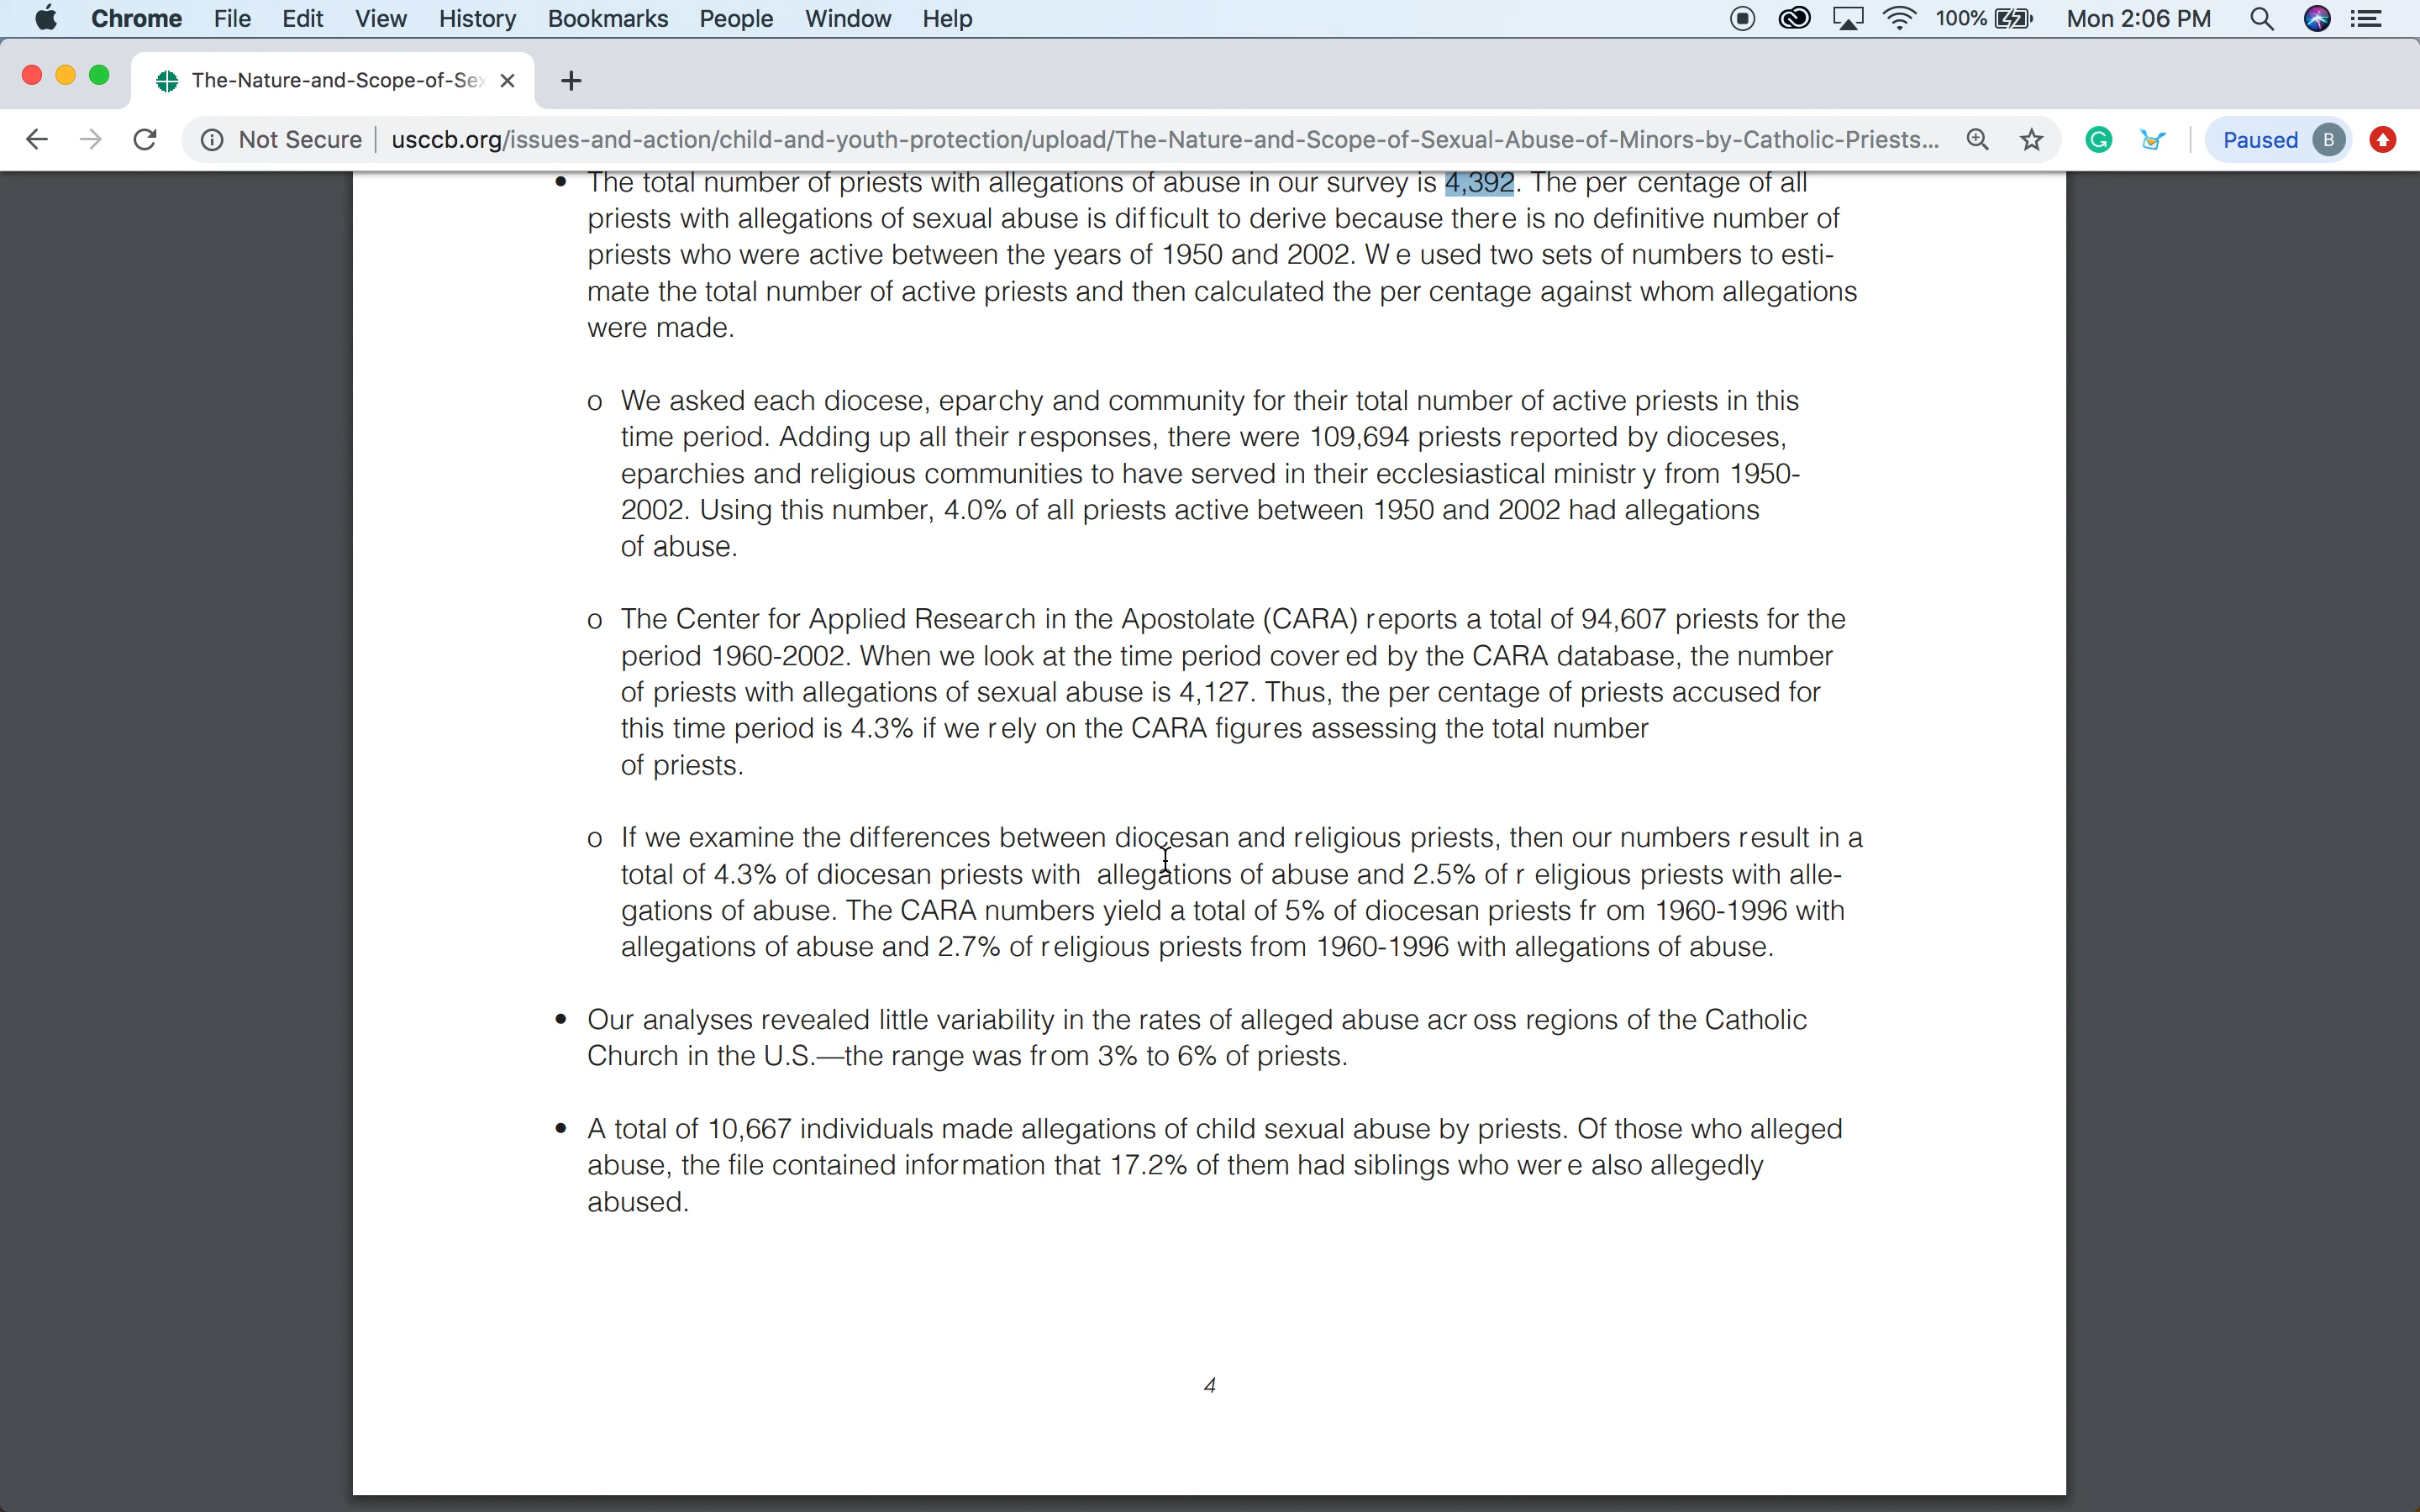 Chrome File Edit View History Bookmarks People Window Help 100% Mon 2:06 PM
The-Nature-and-Scope-of-Sex
Not Secure usccb.org/issues-and-action/child-and-youth-protection/upload/The-Nature-and-Scope-of-Sexual-Abuse-of-Minors-by-Catholic-Priests... Paused B
• The total number of priests with allegations of abuse in our survey is 4,392. The per centage of all
priests with allegations of sexual abuse is difficult to derive because there is no definitive number of
priests who were active between the years of 1950 and 2002. W e used two sets of numbers to esti-
mate the total number of active priests and then calculated the per centage against whom allegations
were made.
o We asked each diocese, eparchy and community for their total number of active priests in this
time period. Adding up all their responses, there were 109,694 priests reported by dioceses,
eparchies and religious communities to have served in their ecclesiastical ministr y from 1950-
2002. Using this number, 4.0% of all priests active between 1950 and 2002 had allegations
of abuse.
o The Center for Applied Research in the Apostolate (CARA) reports a total of 94,607 priests for the
period 1960-2002. When we look at the time period cover ed by the CARA database, the number
of priests with allegations of sexual abuse is 4,127. Thus, the per centage of priests accused for
this time period is 4.3% if we r ely on the CARA figures assessing the total number
of priests.
o If we examine the differences between diocesan and religious priests, then our numbers result in a
total of 4.3% of diocesan priests with allegations of abuse and 2.5% of r eligious priests with alle-
gations of abuse. The CARA numbers yield a total of 5% of diocesan priests fr om 1960-1996 with
allegations of abuse and 2.7% of religious priests from 1960-1996 with allegations of abuse.
• Our analyses revealed little variability in the rates of alleged abuse acr oss regions of the Catholic
Church in the U.S.—the range was from 3% to 6% of priests.
• A total of 10,667 individuals made allegations of child sexual abuse by priests. Of those who alleged
abuse, the file contained information that 17.2% of them had siblings who wer e also allegedly
abused.
4